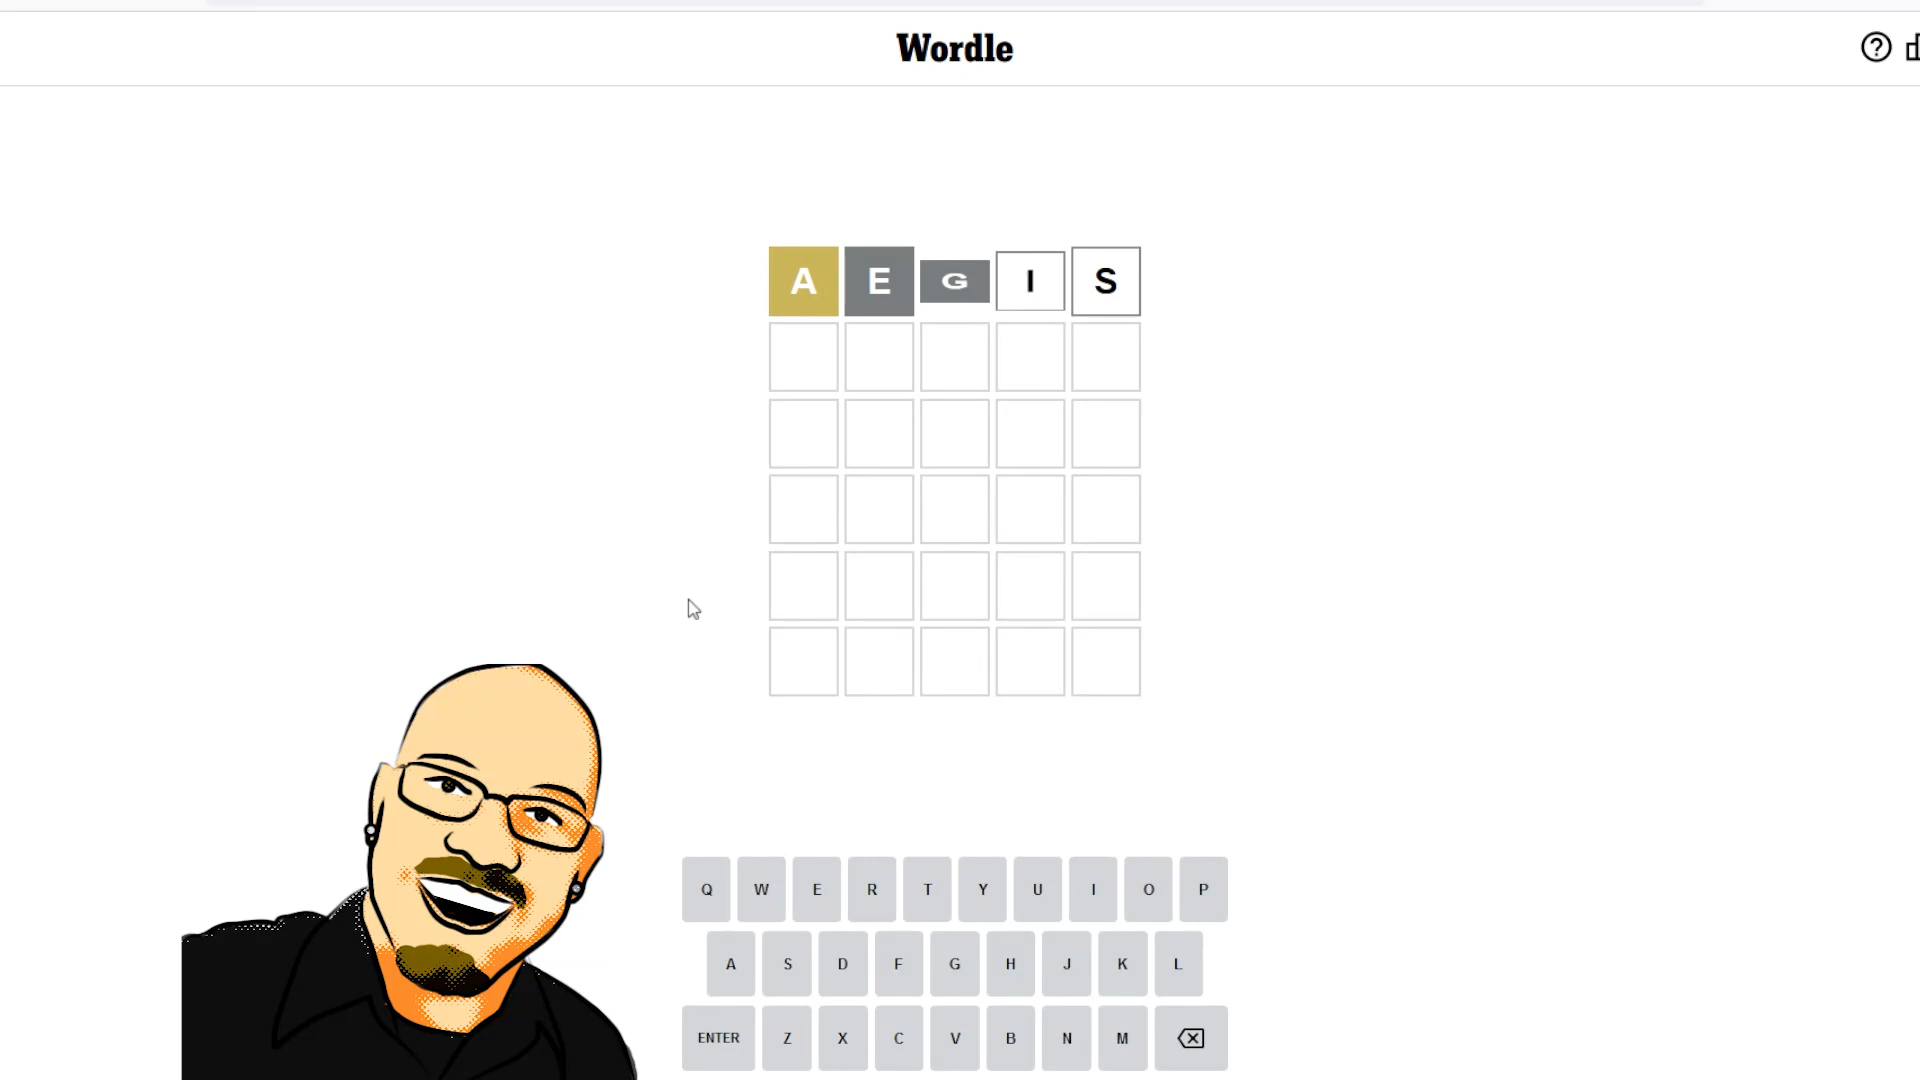 Wordle
?
A E G I S
Q W E R T Y U I O P
A S D F G H J K L
ENTER Z X C V B N M